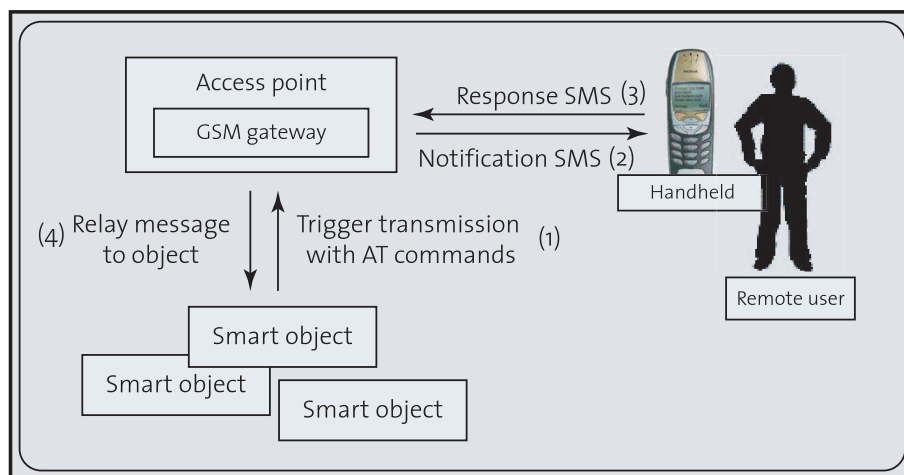 Access point
GSM gateway
Response SMS (3)
Notification SMS (2)
NOKIA
Handheld
Remote user
(4) Relay message
to object
Trigger transmission
with AT commands (1)
Smart object
Smart object
Smart object